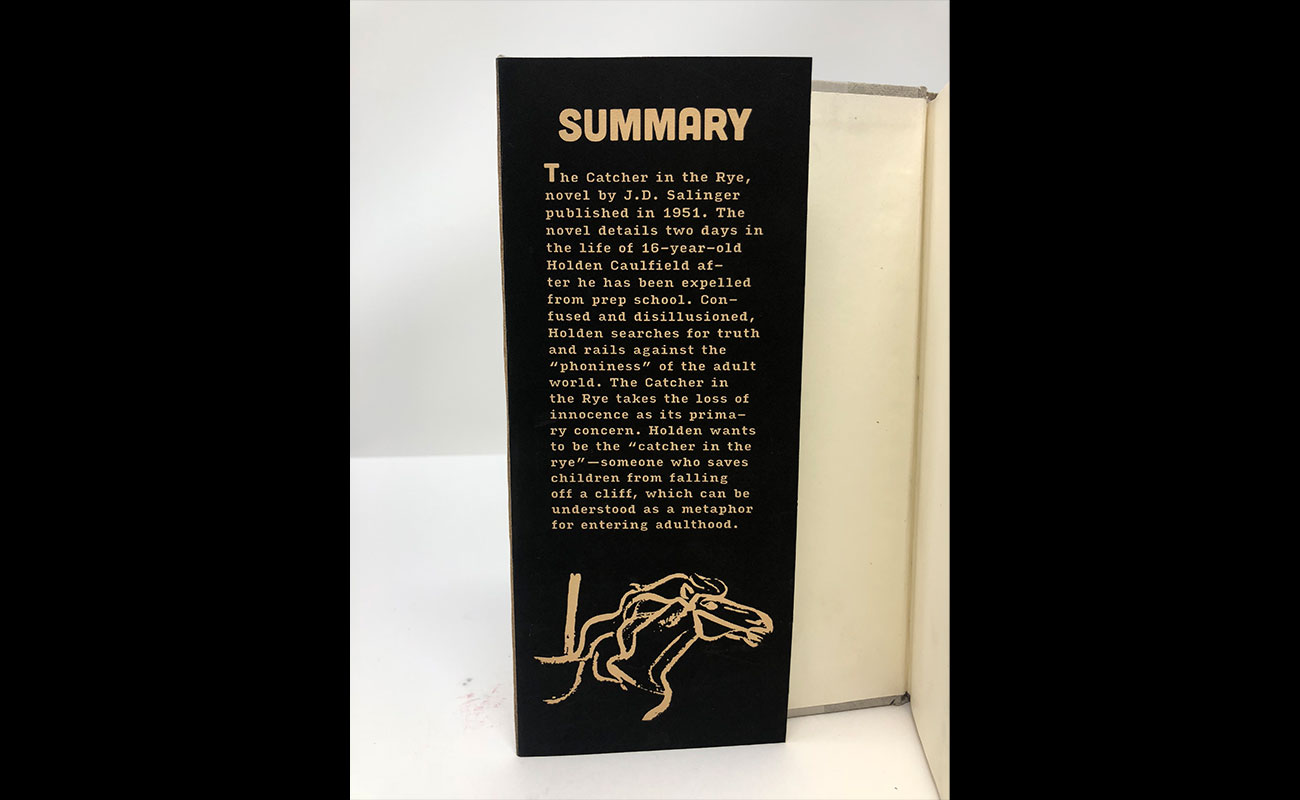 SUMMARY
The Catcher in the Rye,
novel by J.D. Salinger
published in 1951. The
novel details two days in
the life of 16-year-old
Holden Caulfield af-
ter he has been expelled
from prep school. Con-
fused and disillusioned,
Holden searches for truth
and rails against the
“phoniness” of the adult
world. The Catcher in
the Rye takes the loss of
innocence as its prima-
ry concern. Holden wants
to be the “catcher in the
rye”—someone who saves
children from falling
off a cliff, which can be
understood as a metaphor
for entering adulthood.